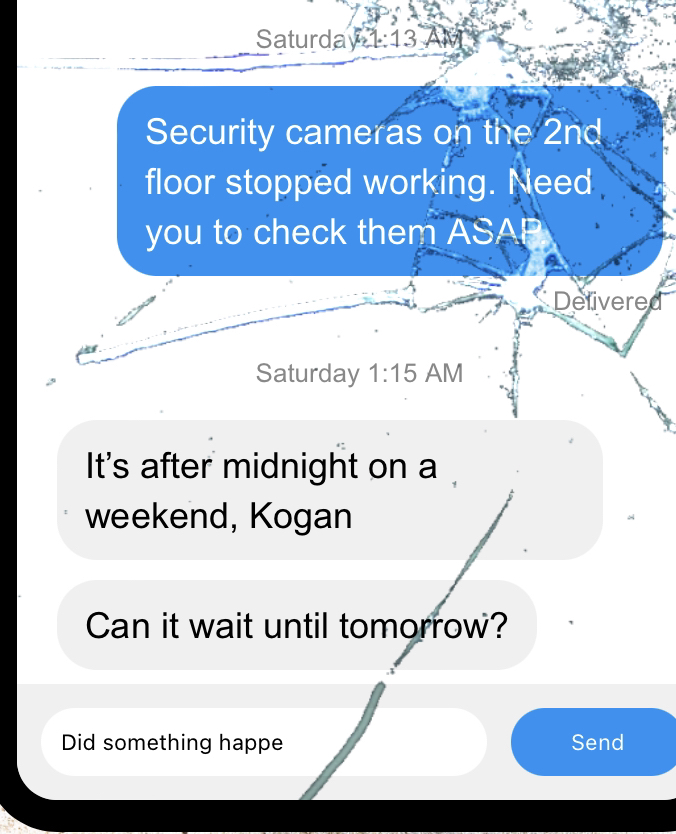 Saturday 1:13 AM
Security cameras on the 2nd
floor stopped working. Need
you to check them ASAP.
Delivered
Saturday 1:15 AM
It’s after midnight on a
weekend, Kogan
Can it wait until tomorrow?
Did something happe
Send